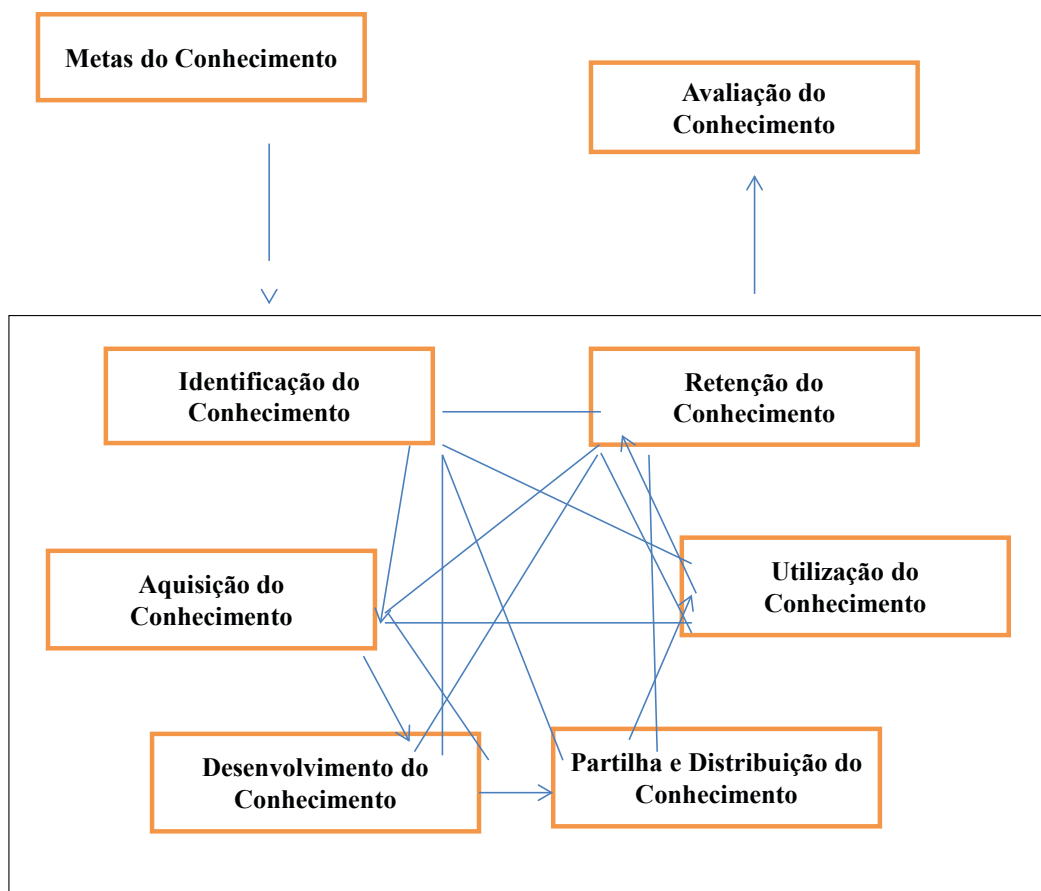 Metas do Conhecimento
Avaliação do
Conhecimento
Identificação do
Conhecimento
Retenção do
Conhecimento
Aquisição do
Conhecimento
Utilização do
Conhecimento
Desenvolvimento do
Conhecimento
Partilha e Distribuição do
Conhecimento